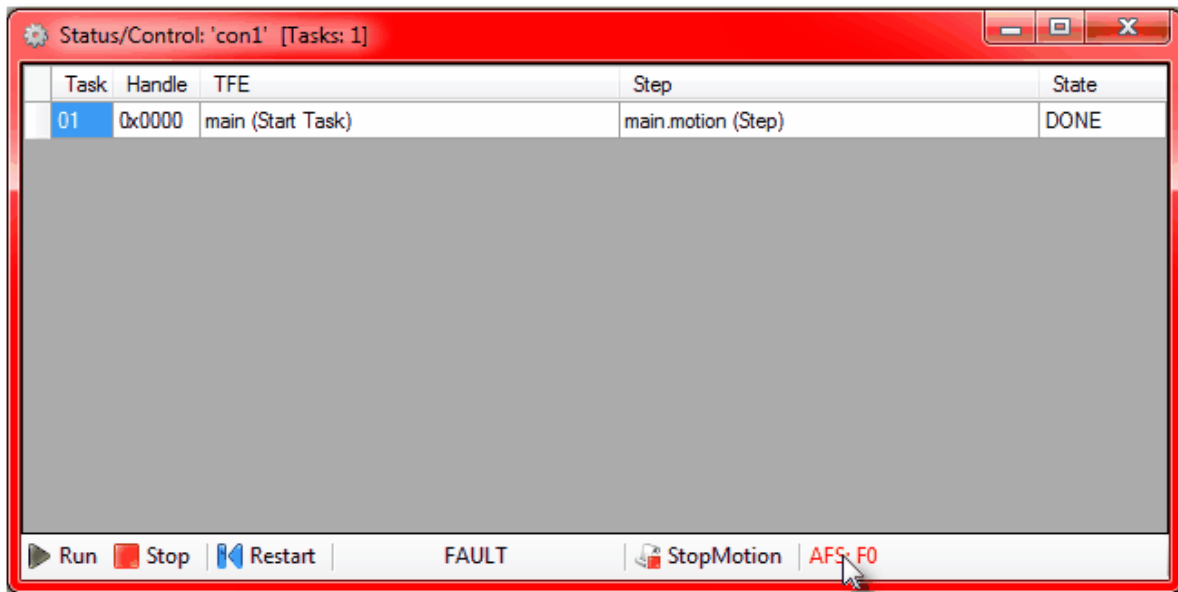 Status/Control: 'con1' [Tasks: 1]
Task Handle TFE Step State
01 0x0000 main (Start Task) main.motion (Step) DONE
Run Stop Restart FAULT StopMotion AFS: F0